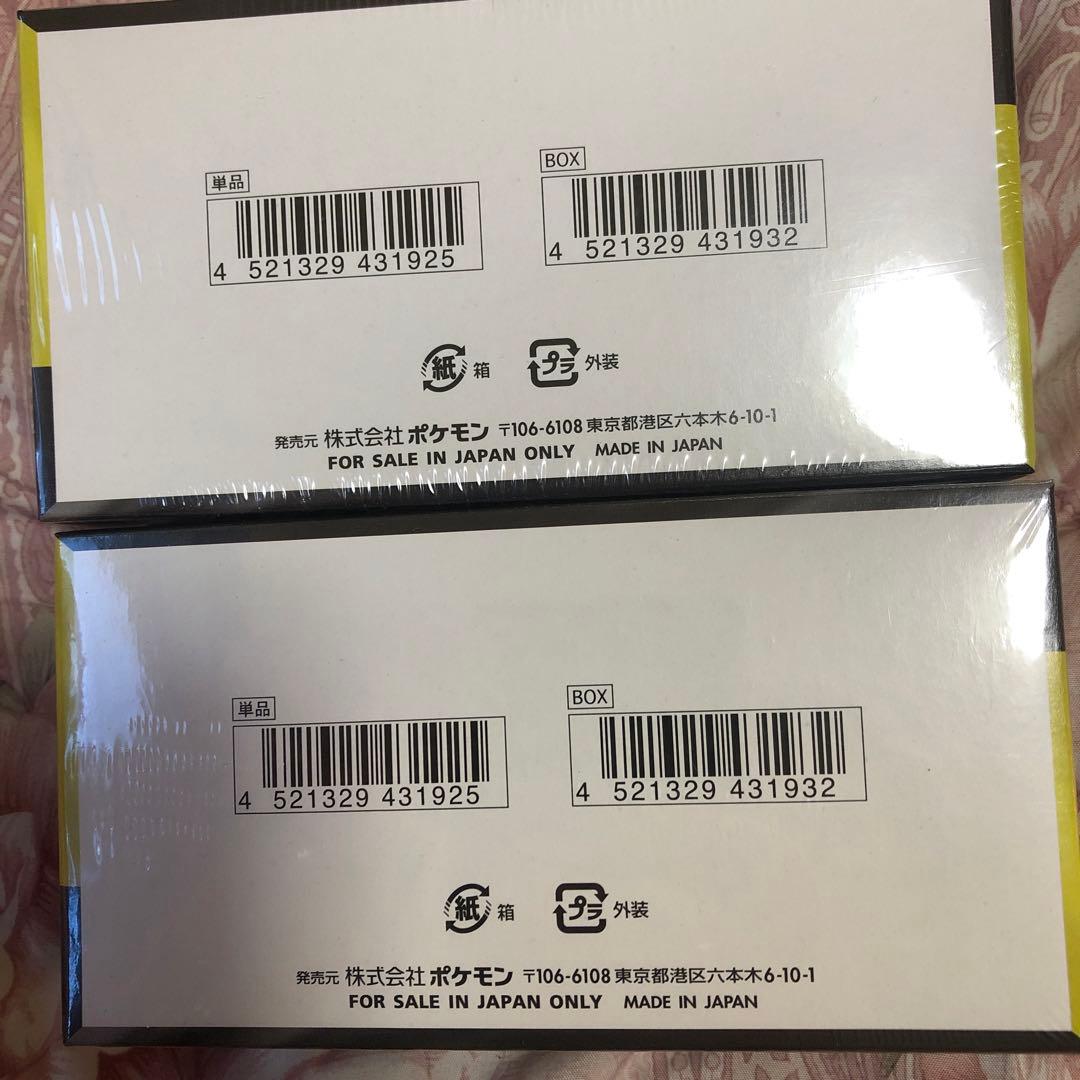 単品
BOX
4 521329 431925
4 521329 431932
紙 箱
プラ 外装
発売元 株式会社 ポケモン 〒106-6108 東京都港区六本木6-10-1
FOR SALE IN JAPAN ONLY MADE IN JAPAN
単品
BOX
4 521329 431925
4 521329 431932
紙 箱
プラ 外装
発売元 株式会社 ポケモン 〒106-6108 東京都港区六本木6-10-1
FOR SALE IN JAPAN ONLY MADE IN JAPAN